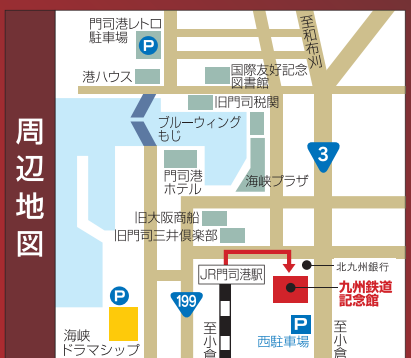 周辺地図
門司港レトロ
駐車場
P
至和布刈
港ハウス
国際友好記念
図書館
旧門司税関
ブルーウィング
もじ
3
門司港
ホテル
海峡プラザ
旧大阪商船
旧門司三井倶楽部
JR門司港駅
北九州銀行
九州鉄道
記念館
P
199
P
西駐車場
海峡
ドラマシップ
至小倉
至小倉